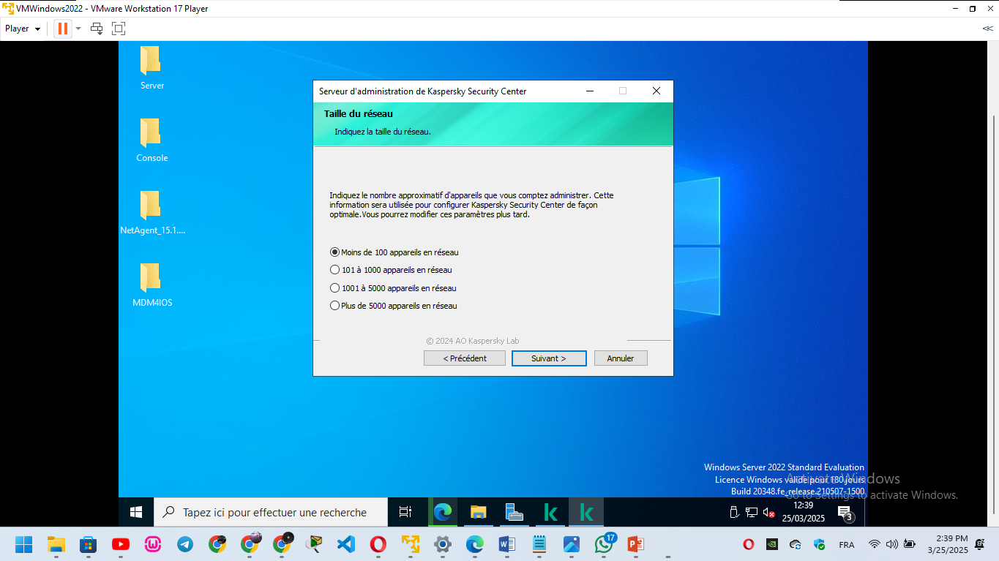 VMWindows2022 - VMware Workstation 17 Player
Player
Server
Console
NetAgent_15.1....
MDM4IOS
Serveur d'administration de Kaspersky Security Center
Taille du réseau
Indiquez la taille du réseau.
Indiquez le nombre approximatif d'appareils que vous comptez administrer. Cette
information sera utilisée pour configurer Kaspersky Security Center de façon
optimale.Vous pourrez modifier ces paramètres plus tard.
Moins de 100 appareils en réseau
101 à 1000 appareils en réseau
1001 à 5000 appareils en réseau
Plus de 5000 appareils en réseau
© 2024 AO Kaspersky Lab
< Précédent
Suivant >
Annuler
Windows Server 2022 Standard Evaluation
Licence Windows valide pour 180 jours
Build 20348.fe_release.210507-1500
Activate Windows
Go to Settings to activate Windows.
Tapez ici pour effectuer une recherche
12:39
25/03/2025
3
17
FRA
2:39 PM
3/25/2025